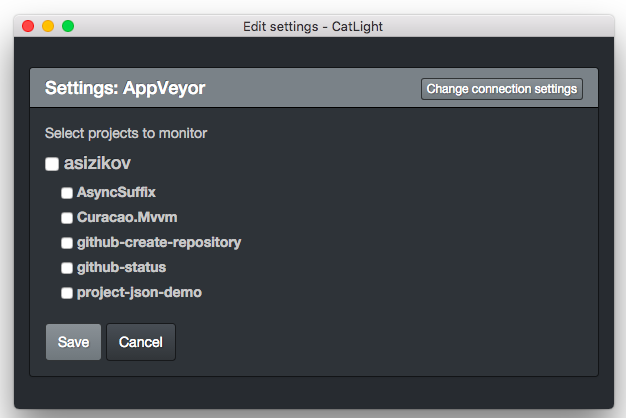 Edit settings - CatLight
Settings: AppVeyor
Change connection settings
Select projects to monitor
asizikov
AsyncSuffix
Curacao.Mvvm
github-create-repository
github-status
project-json-demo
Save
Cancel